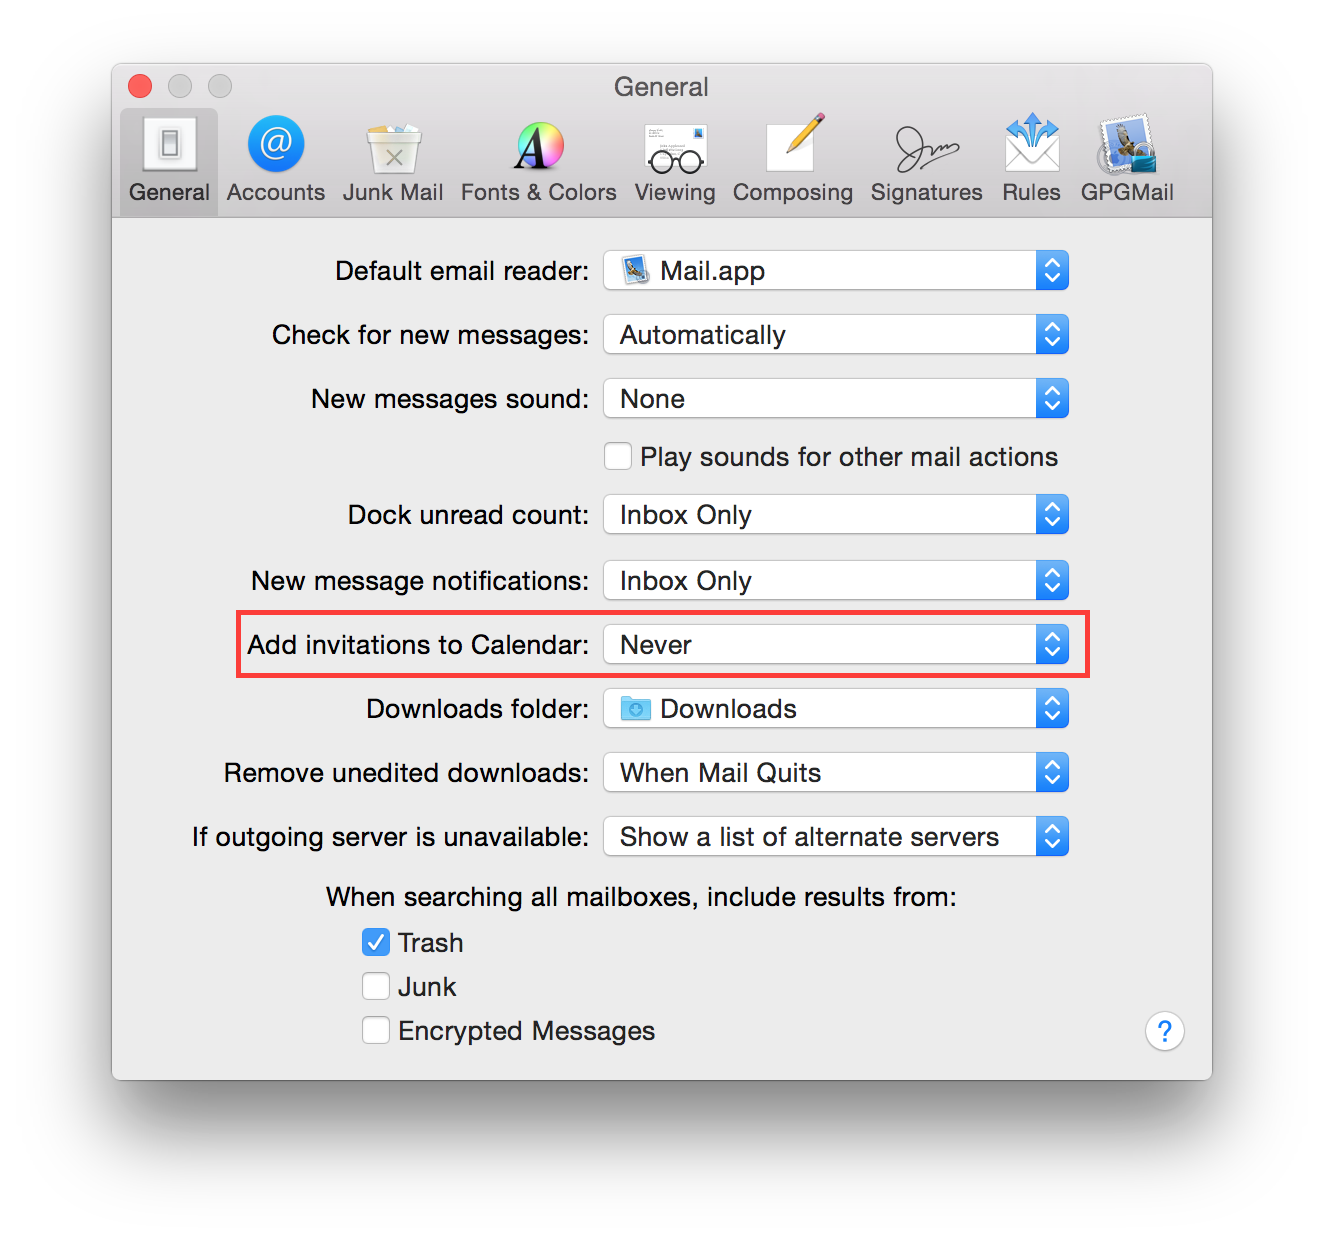 General
General Accounts Junk Mail Fonts & Colors Viewing Composing Signatures Rules GPGMail
Default email reader: Mail.app
Check for new messages: Automatically
New messages sound: None
Play sounds for other mail actions
Dock unread count: Inbox Only
New message notifications: Inbox Only
Add invitations to Calendar: Never
Downloads folder: Downloads
Remove unedited downloads: When Mail Quits
If outgoing server is unavailable: Show a list of alternate servers
When searching all mailboxes, include results from:
Trash
Junk
Encrypted Messages
?